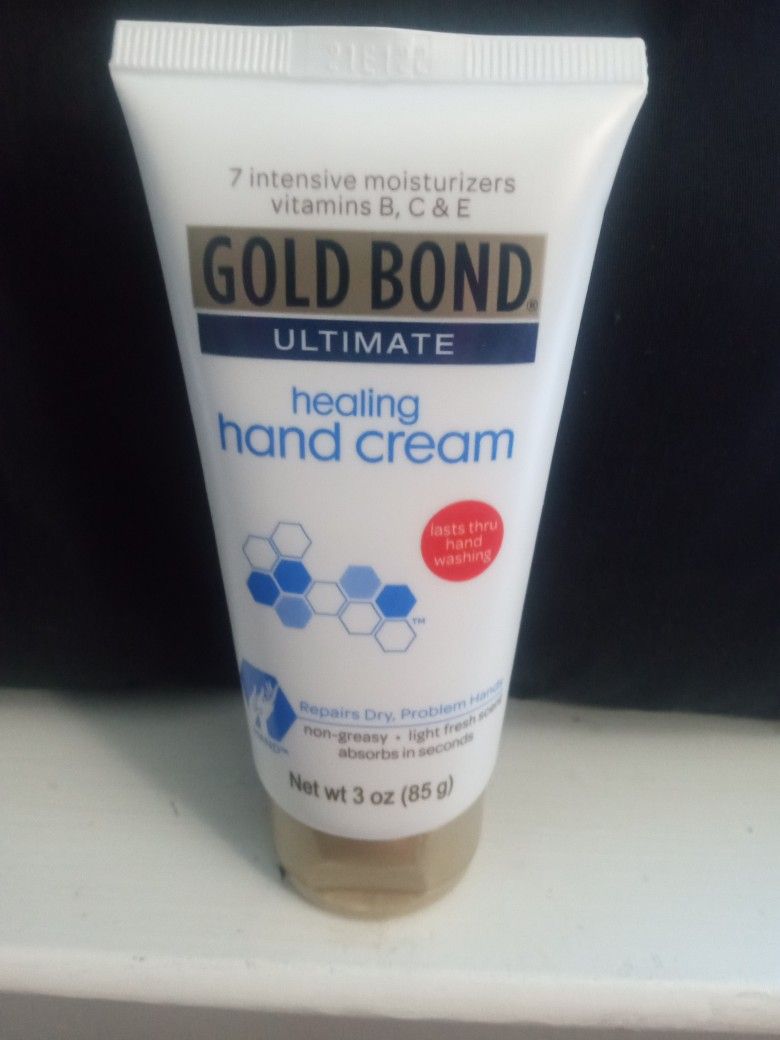 7 intensive moisturizers
vitamins B, C & E
GOLD BOND®
ULTIMATE
healing
hand cream
lasts thru
hand
washing
™
Repairs Dry, Problem Hands
non-greasy • light fresh scent
absorbs in seconds
Net wt 3 oz (85 g)